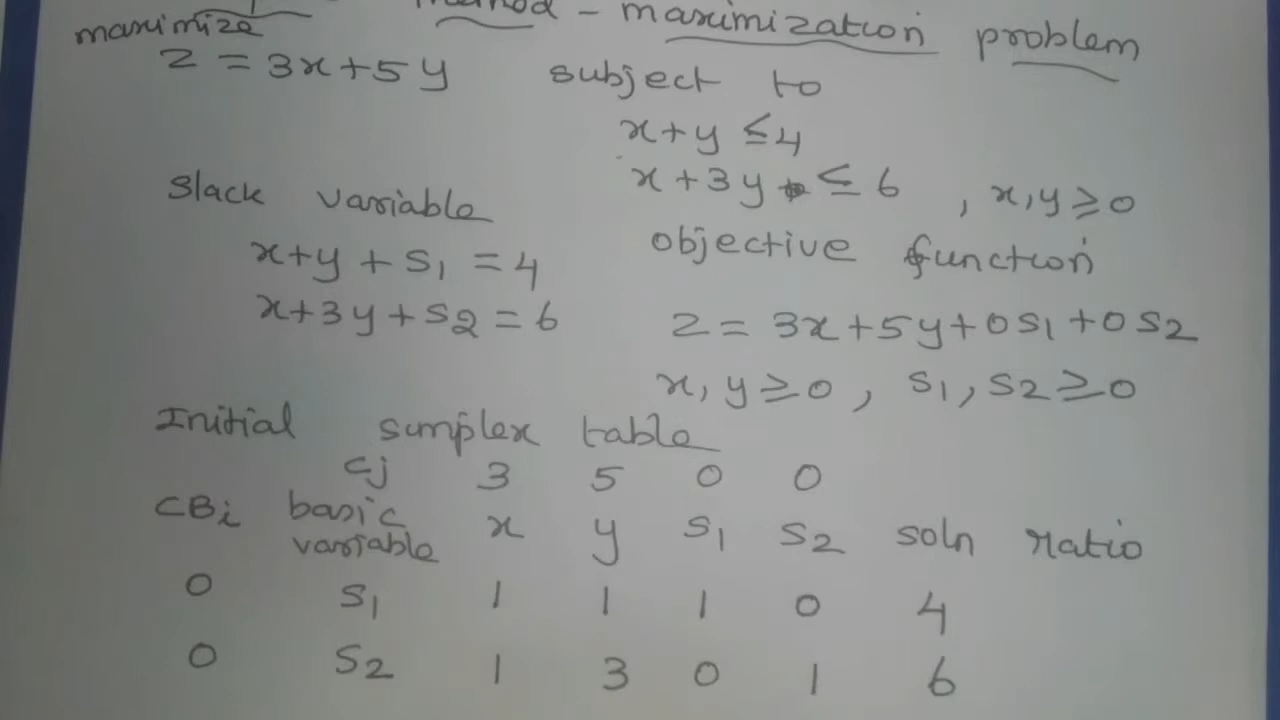 method - maximization problem
maximize
Z = 3x+5y subject to
x+y ≤4
x+3y ≤ 6 , x,y≥0
Slack variable
x+y+S1 = 4
x+3y+S2 = 6
objective function
Z = 3x+5y+0S1+0S2
x, y≥0 , S1, S2≥0
Initial simplex table
Cj 3 5 0 0
CBi basic variable x y S1 S2 soln ratio
0 S1 1 1 1 0 4
0 S2 1 3 0 1 6